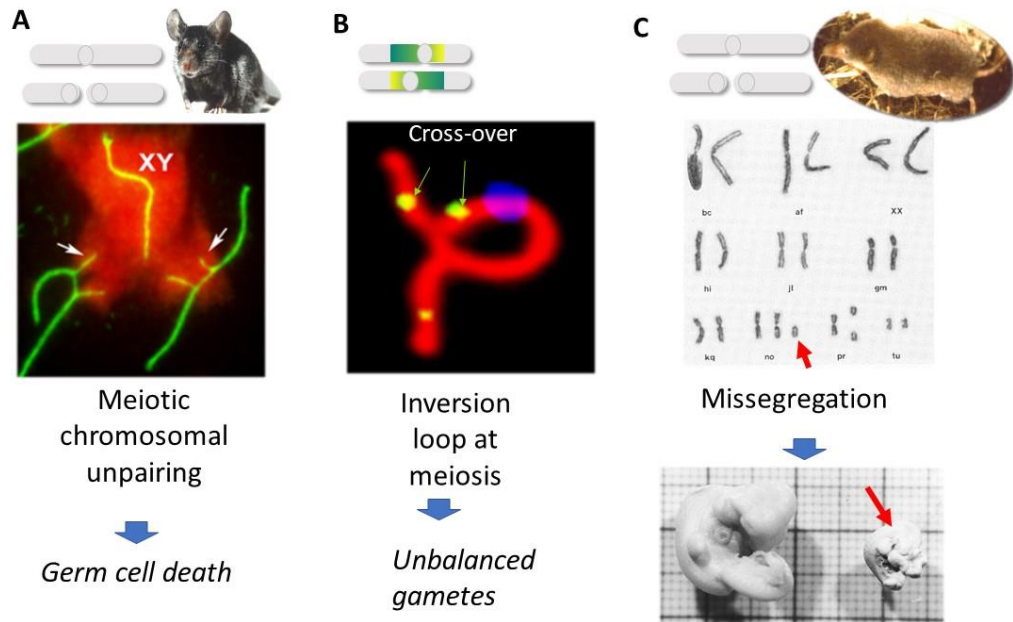 A
B
C
XY
Cross-over
bc af XX
hi jl gm
kq no pr tu
Meiotic
chromosomal
unpairing
Germ cell death
Inversion
loop at
meiosis
Unbalanced
gametes
Missegregation